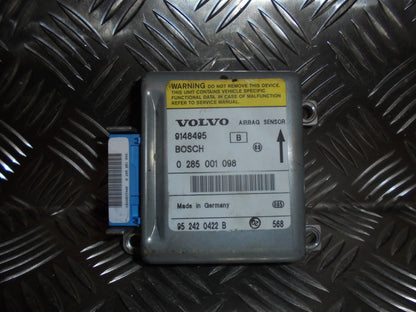 WARNING DO NOT REMOVE THIS DEVICE!
THIS UNIT CONTAINS VEHICLE SPECIFIC
FUNCTIONAL DATA. IN CASE OF MALFUNCTION
REFER TO SERVICE MANUAL.
VOLVO AIRBAG SENSOR
9148495 B
BOSCH
0 285 001 098
Made in Germany
95 242 0422 B 568